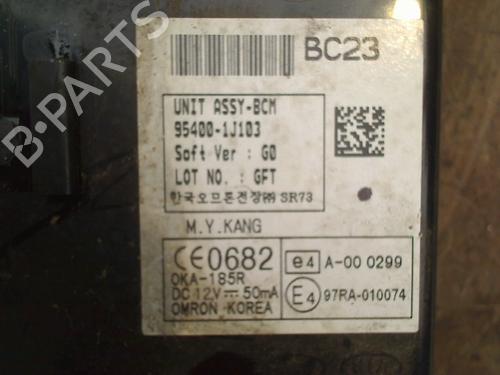 BC23
UNIT ASSY-BCM
95400-1J103
Soft Ver : G0
LOT NO. : GFT
한국오므론전장㈜ SR73
M.Y.KANG
CE0682
OKA-185R
DC 12V⎓50mA
OMRON KOREA
e4 A-00 0299
E4 97RA-010074